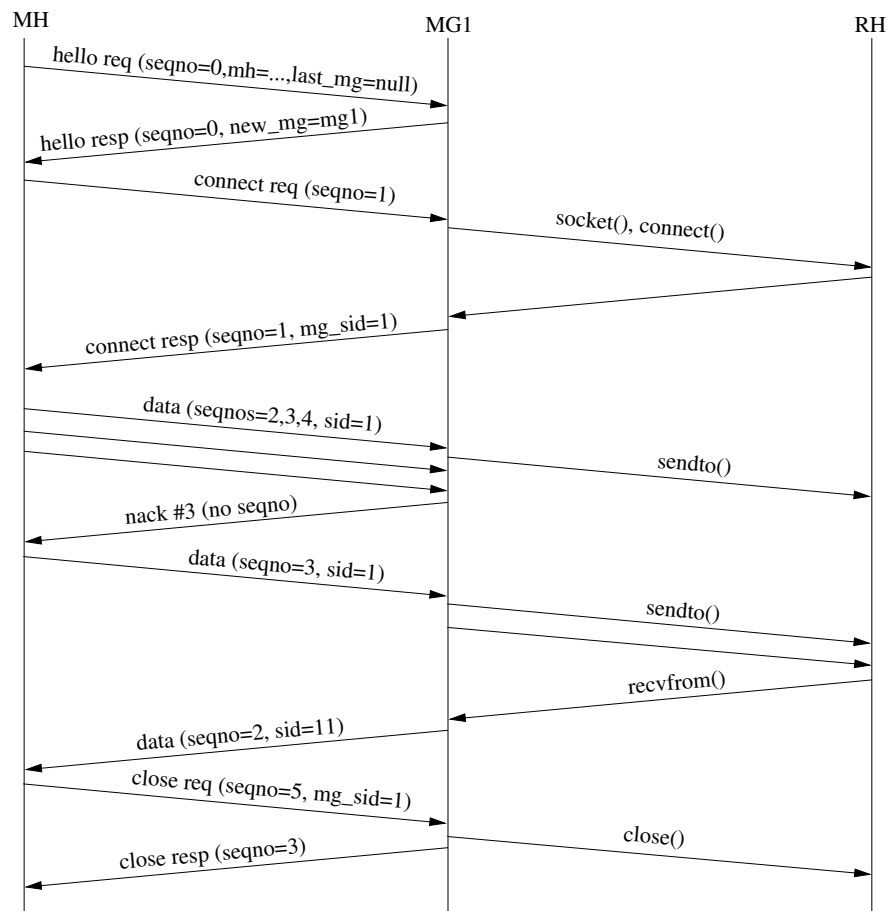 MH
MG1
RH
hello req (seqno=0,mh=...,last_mg=null)
hello resp (seqno=0, new_mg=mg1)
connect req (seqno=1)
socket(), connect()
connect resp (seqno=1, mg_sid=1)
data (seqnos=2,3,4, sid=1)
sendto()
nack #3 (no seqno)
data (seqno=3, sid=1)
sendto()
recvfrom()
data (seqno=2, sid=11)
close req (seqno=5, mg_sid=1)
close()
close resp (seqno=3)